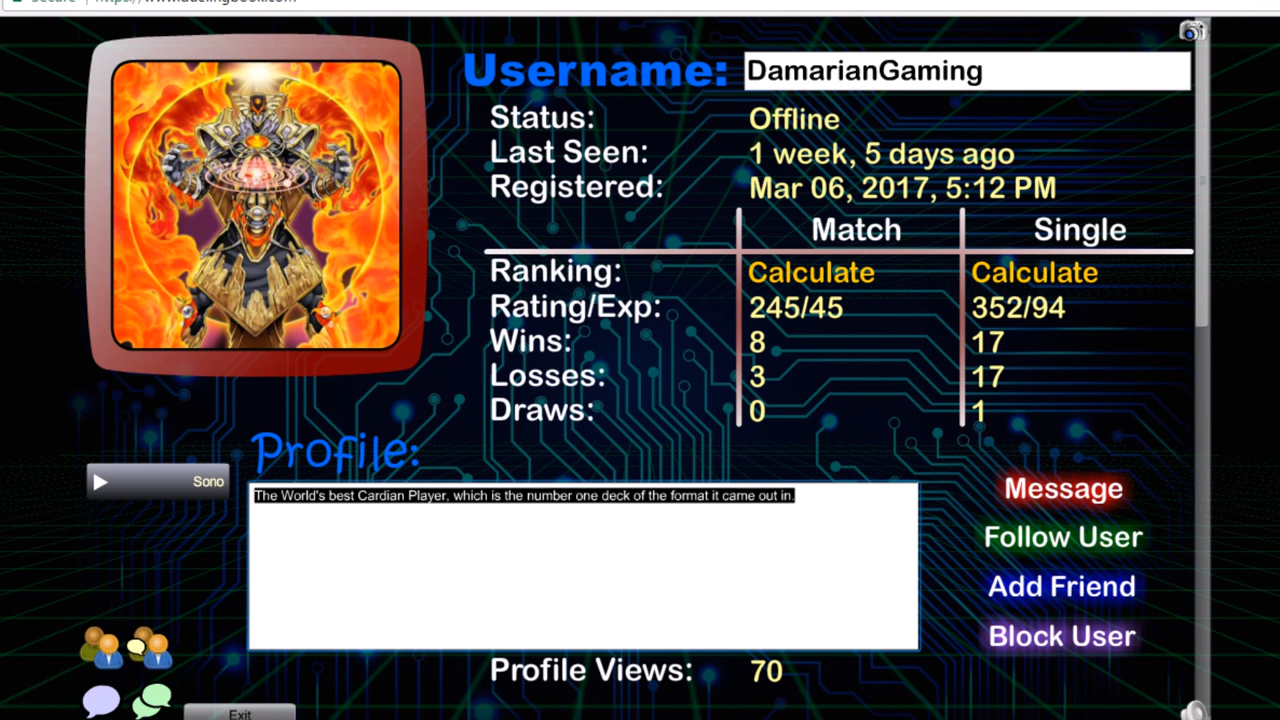 Username: DamarianGaming
Status: Offline
Last Seen: 1 week, 5 days ago
Registered: Mar 06, 2017, 5:12 PM
Match Single
Ranking: Calculate Calculate
Rating/Exp: 245/45 352/94
Wins: 8 17
Losses: 3 17
Draws: 0 1
Profile:
Sono
The World's best Cardian Player, which is the number one deck of the format it came out in.
Message
Follow User
Add Friend
Block User
Profile Views: 70
Exit